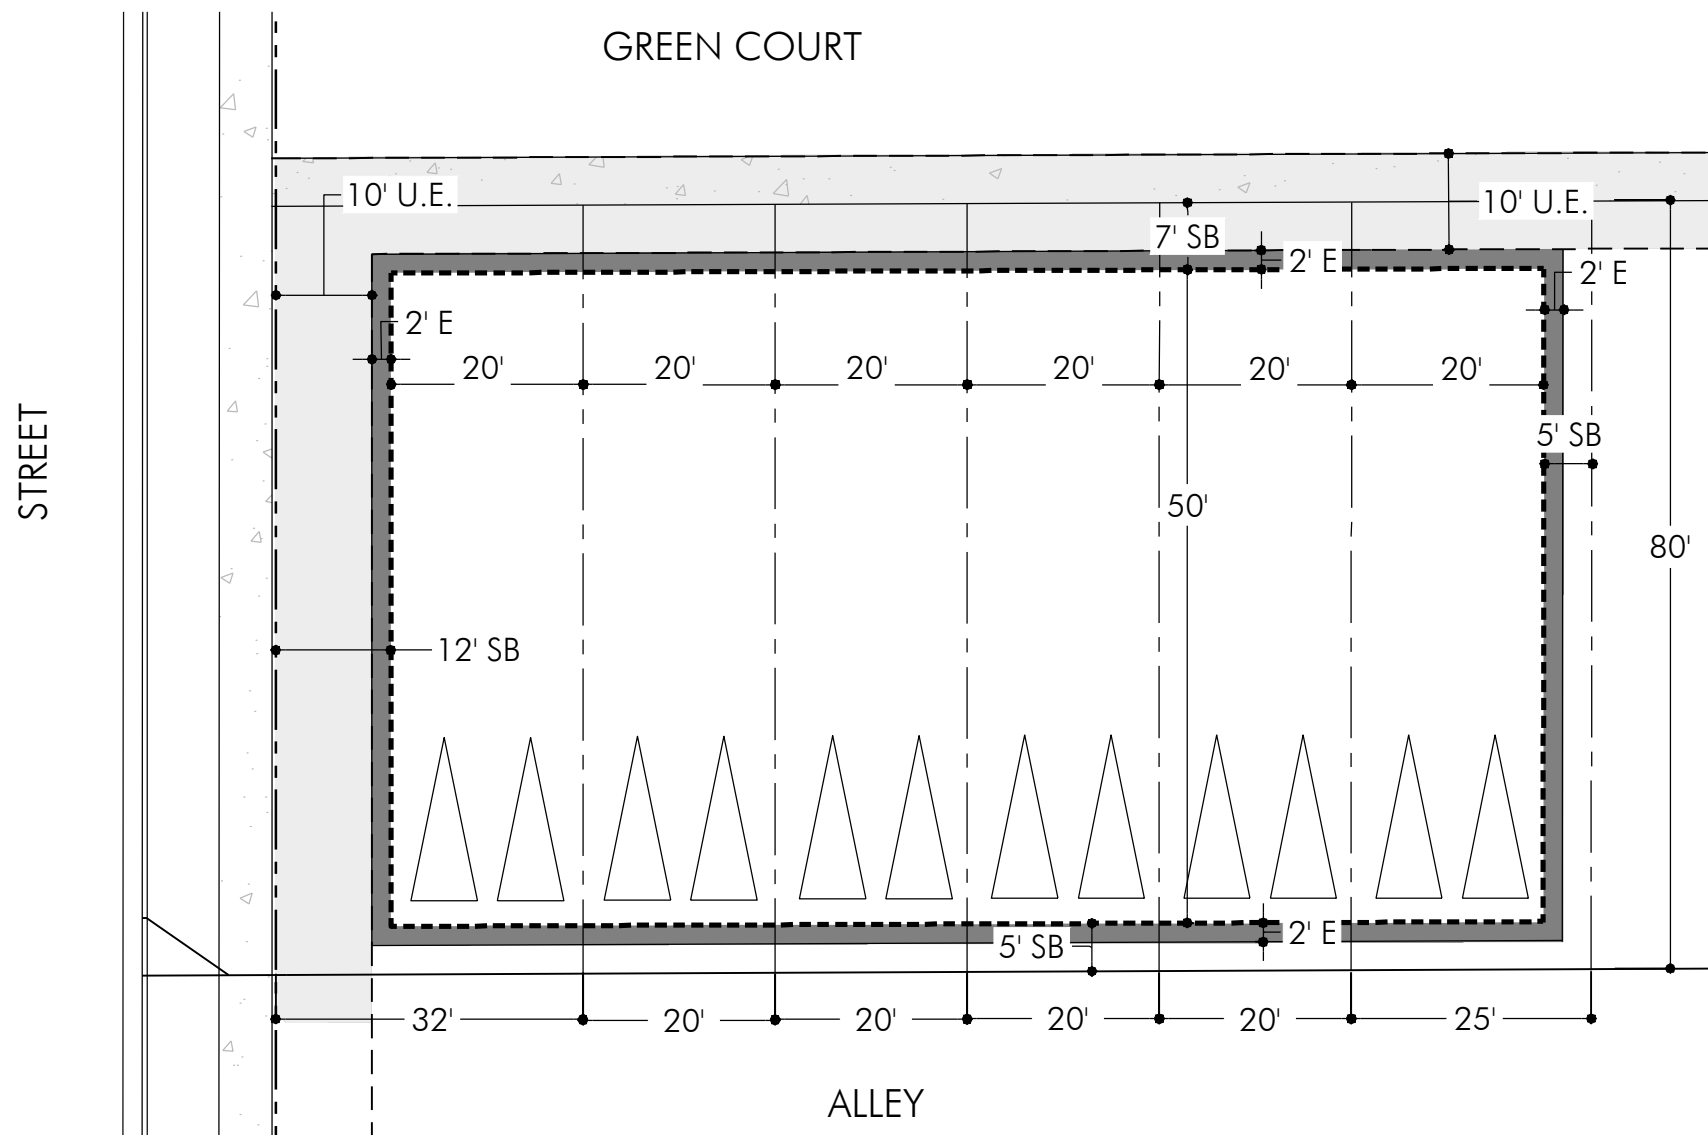 GREEN COURT
10' U.E.
10' U.E.
7' SB
2' E
2' E
2' E
20'
20'
20'
20'
20'
20'
STREET
5' SB
50'
80'
12' SB
2' E
5' SB
32'
20'
20'
20'
20'
25'
ALLEY